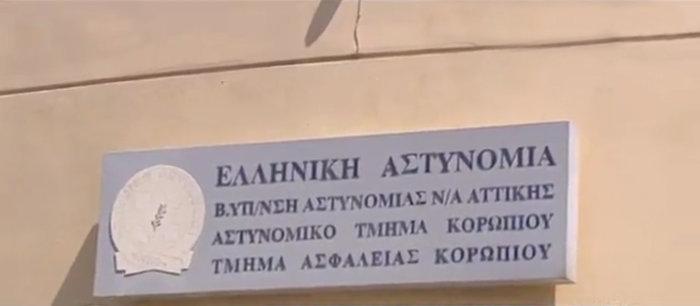 ΕΛΛΗΝΙΚΗ ΑΣΤΥΝΟΜΙΑ
Β.ΥΠ/ΝΣΗ ΑΣΤΥΝΟΜΙΑΣ Ν/Α ΑΤΤΙΚΗΣ
ΑΣΤΥΝΟΜΙΚΟ ΤΜΗΜΑ ΚΟΡΩΠΙΟΥ
ΤΜΗΜΑ ΑΣΦΑΛΕΙΑΣ ΚΟΡΩΠΙΟΥ